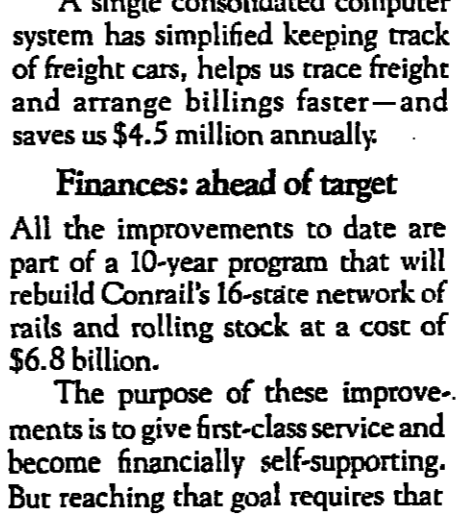 A single consolidated computer
system has simplified keeping track
of freight cars, helps us trace freight
and arrange billings faster—and
saves us $4.5 million annually.
Finances: ahead of target
All the improvements to date are
part of a 10-year program that will
rebuild Conrail's 16-state network of
rails and rolling stock at a cost of
$6.8 billion.
The purpose of these improve-
ments is to give first-class service and
become financially self-supporting.
But reaching that goal requires that